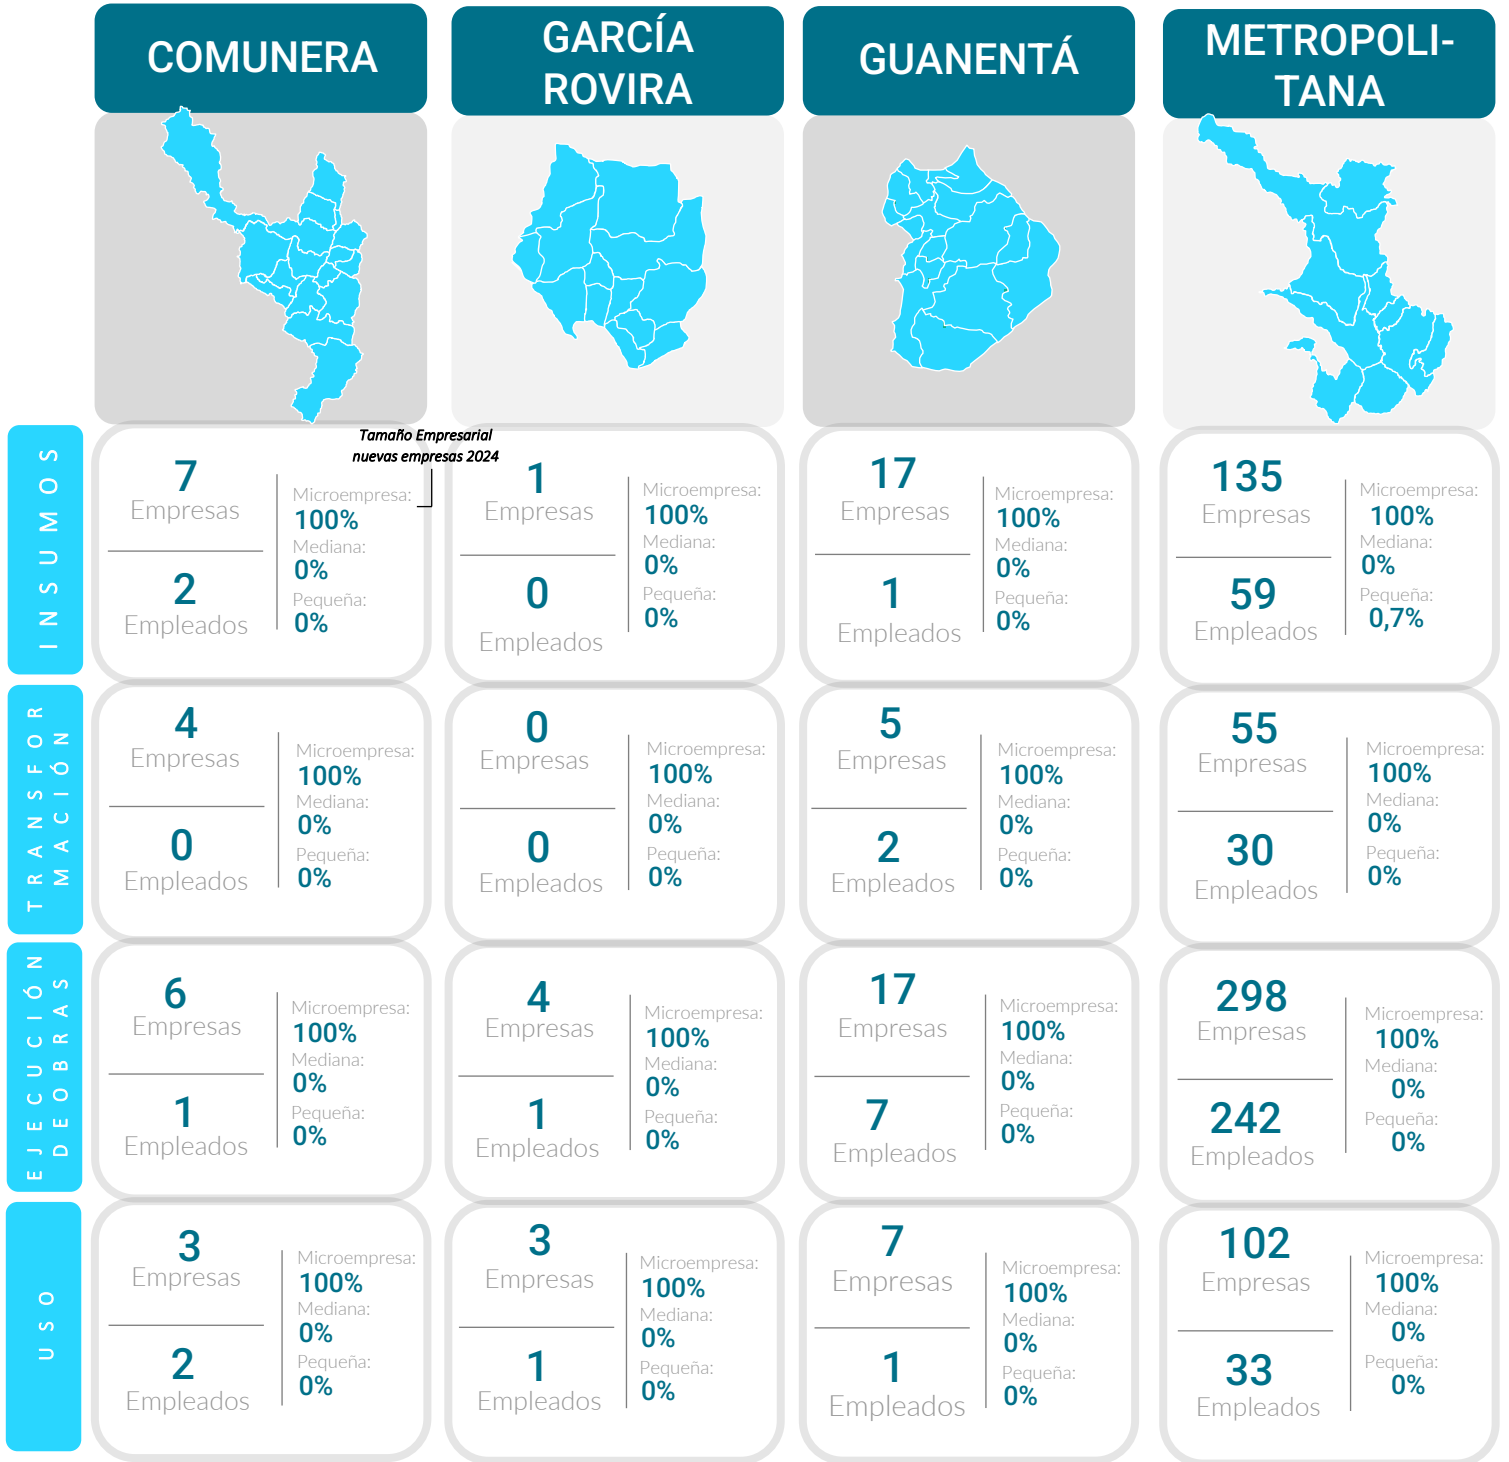 COMUNERA
GARCÍA
ROVIRA
GUANENTÁ
METROPOLI-
TANA
INSUMOS
Tamaño Empresarial
nuevas empresas 2024
7
Empresas
2
Empleados
Microempresa:
100%
Mediana:
0%
Pequeña:
0%
1
Empresas
0
Empleados
Microempresa:
100%
Mediana:
0%
Pequeña:
0%
17
Empresas
1
Empleados
Microempresa:
100%
Mediana:
0%
Pequeña:
0%
135
Empresas
59
Empleados
Microempresa:
100%
Mediana:
0%
Pequeña:
0,7%
TRANSFOR
MACIÓN
4
Empresas
0
Empleados
Microempresa:
100%
Mediana:
0%
Pequeña:
0%
0
Empresas
0
Empleados
Microempresa:
100%
Mediana:
0%
Pequeña:
0%
5
Empresas
2
Empleados
Microempresa:
100%
Mediana:
0%
Pequeña:
0%
55
Empresas
30
Empleados
Microempresa:
100%
Mediana:
0%
Pequeña:
0%
EJECUCIÓN
DEOBRAS
6
Empresas
1
Empleados
Microempresa:
100%
Mediana:
0%
Pequeña:
0%
4
Empresas
1
Empleados
Microempresa:
100%
Mediana:
0%
Pequeña:
0%
17
Empresas
7
Empleados
Microempresa:
100%
Mediana:
0%
Pequeña:
0%
298
Empresas
242
Empleados
Microempresa:
100%
Mediana:
0%
Pequeña:
0%
USO
3
Empresas
2
Empleados
Microempresa:
100%
Mediana:
0%
Pequeña:
0%
3
Empresas
1
Empleados
Microempresa:
100%
Mediana:
0%
Pequeña:
0%
7
Empresas
1
Empleados
Microempresa:
100%
Mediana:
0%
Pequeña:
0%
102
Empresas
33
Empleados
Microempresa:
100%
Mediana:
0%
Pequeña:
0%